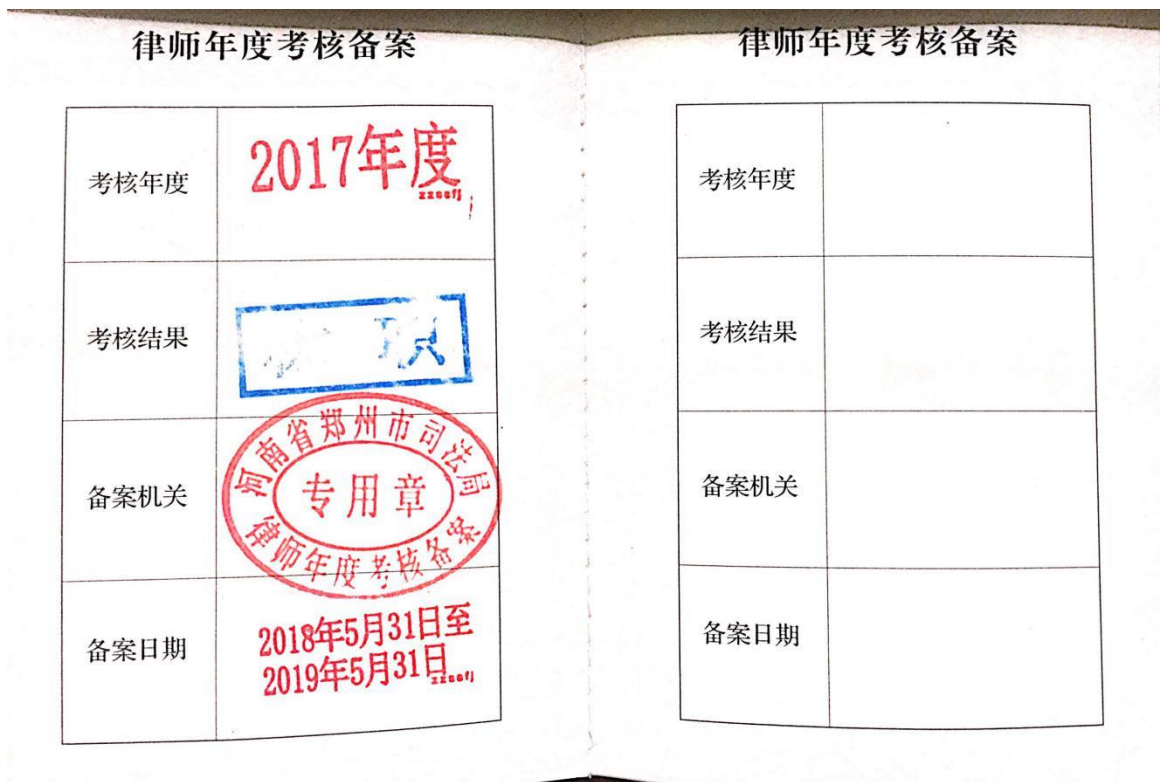 律师年度考核备案
考核年度
2017年度
考核结果
职
备案机关
河南省郑州市司法局
专用章
律师年度考核备案
备案日期
2018年5月31日至
2019年5月31日
律师年度考核备案
考核年度
考核结果
备案机关
备案日期